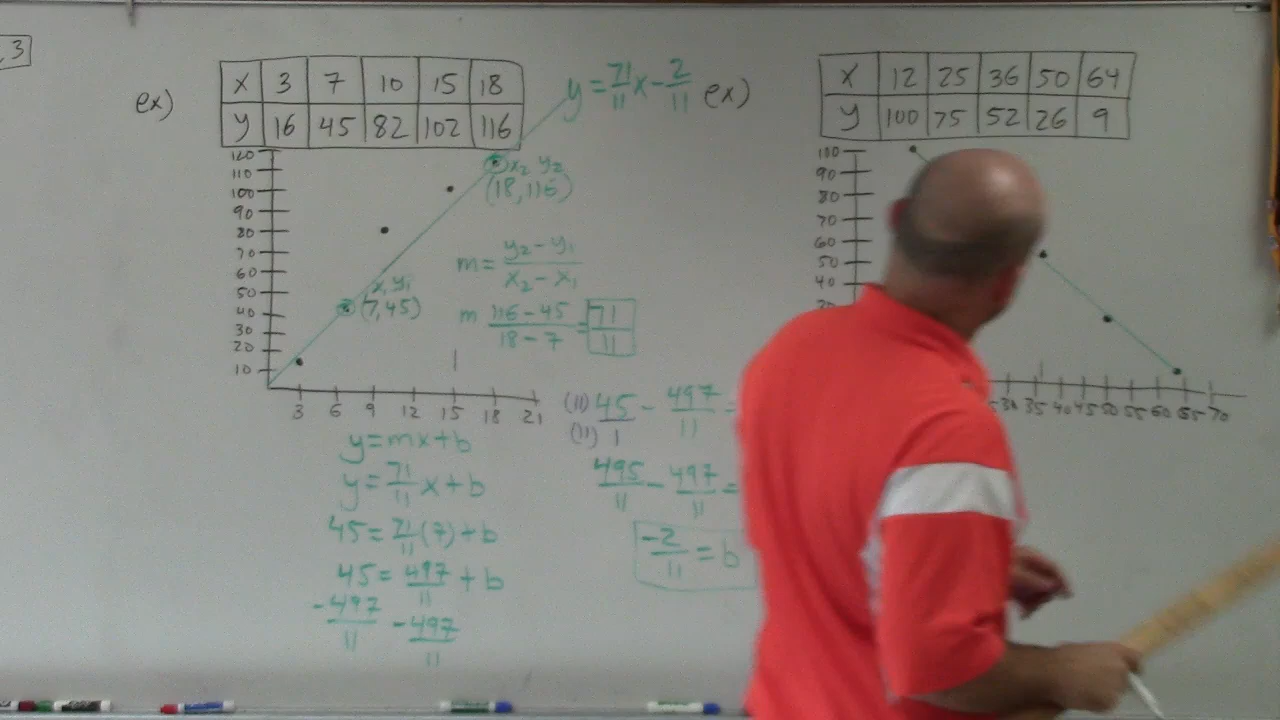 , 3
ex)
x 3 7 10 15 18
y 16 45 82 102 116
y = 71/11 x - 2/11
120
110
100
90
80
70
60
50
40
30
20
10
3 6 9 12 15 18 21
x₂ y₂
(18, 116)
x, y₁
(7, 45)
m = y₂ - y₁ / x₂ - x₁
m 116 - 45 / 18 - 7 = 71/11
y = mx + b
y = 71/11 x + b
45 = 71/11 (7) + b
45 = 497/11 + b
-497/11 -497/11
(11) 45 / (11) 1 - 497/11 =
495/11 - 497/11 =
-2/11 = b
ex)
x 12 25 36 50 64
y 100 75 52 26 9
100
90
80
70
60
50
40
30 35 40 45 50 55 60 65 70